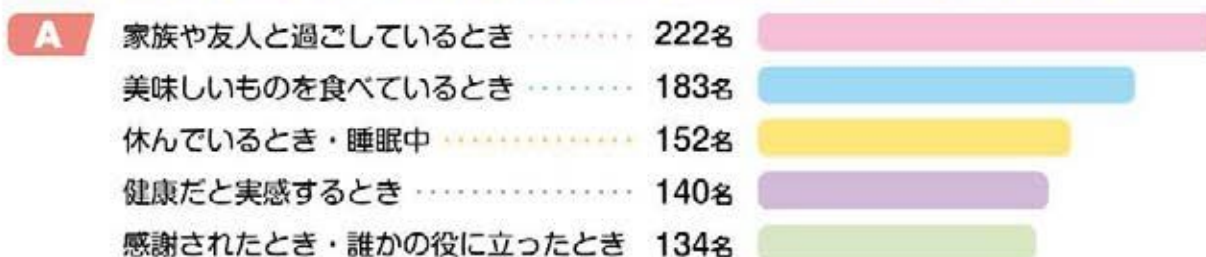 A 家族や友人と過ごしているとき ········ 222名
美味しいものを食べているとき ········ 183名
休んでいるとき・睡眠中 ·············· 152名
健康だと実感するとき ················ 140名
感謝されたとき・誰かの役に立ったとき 134名